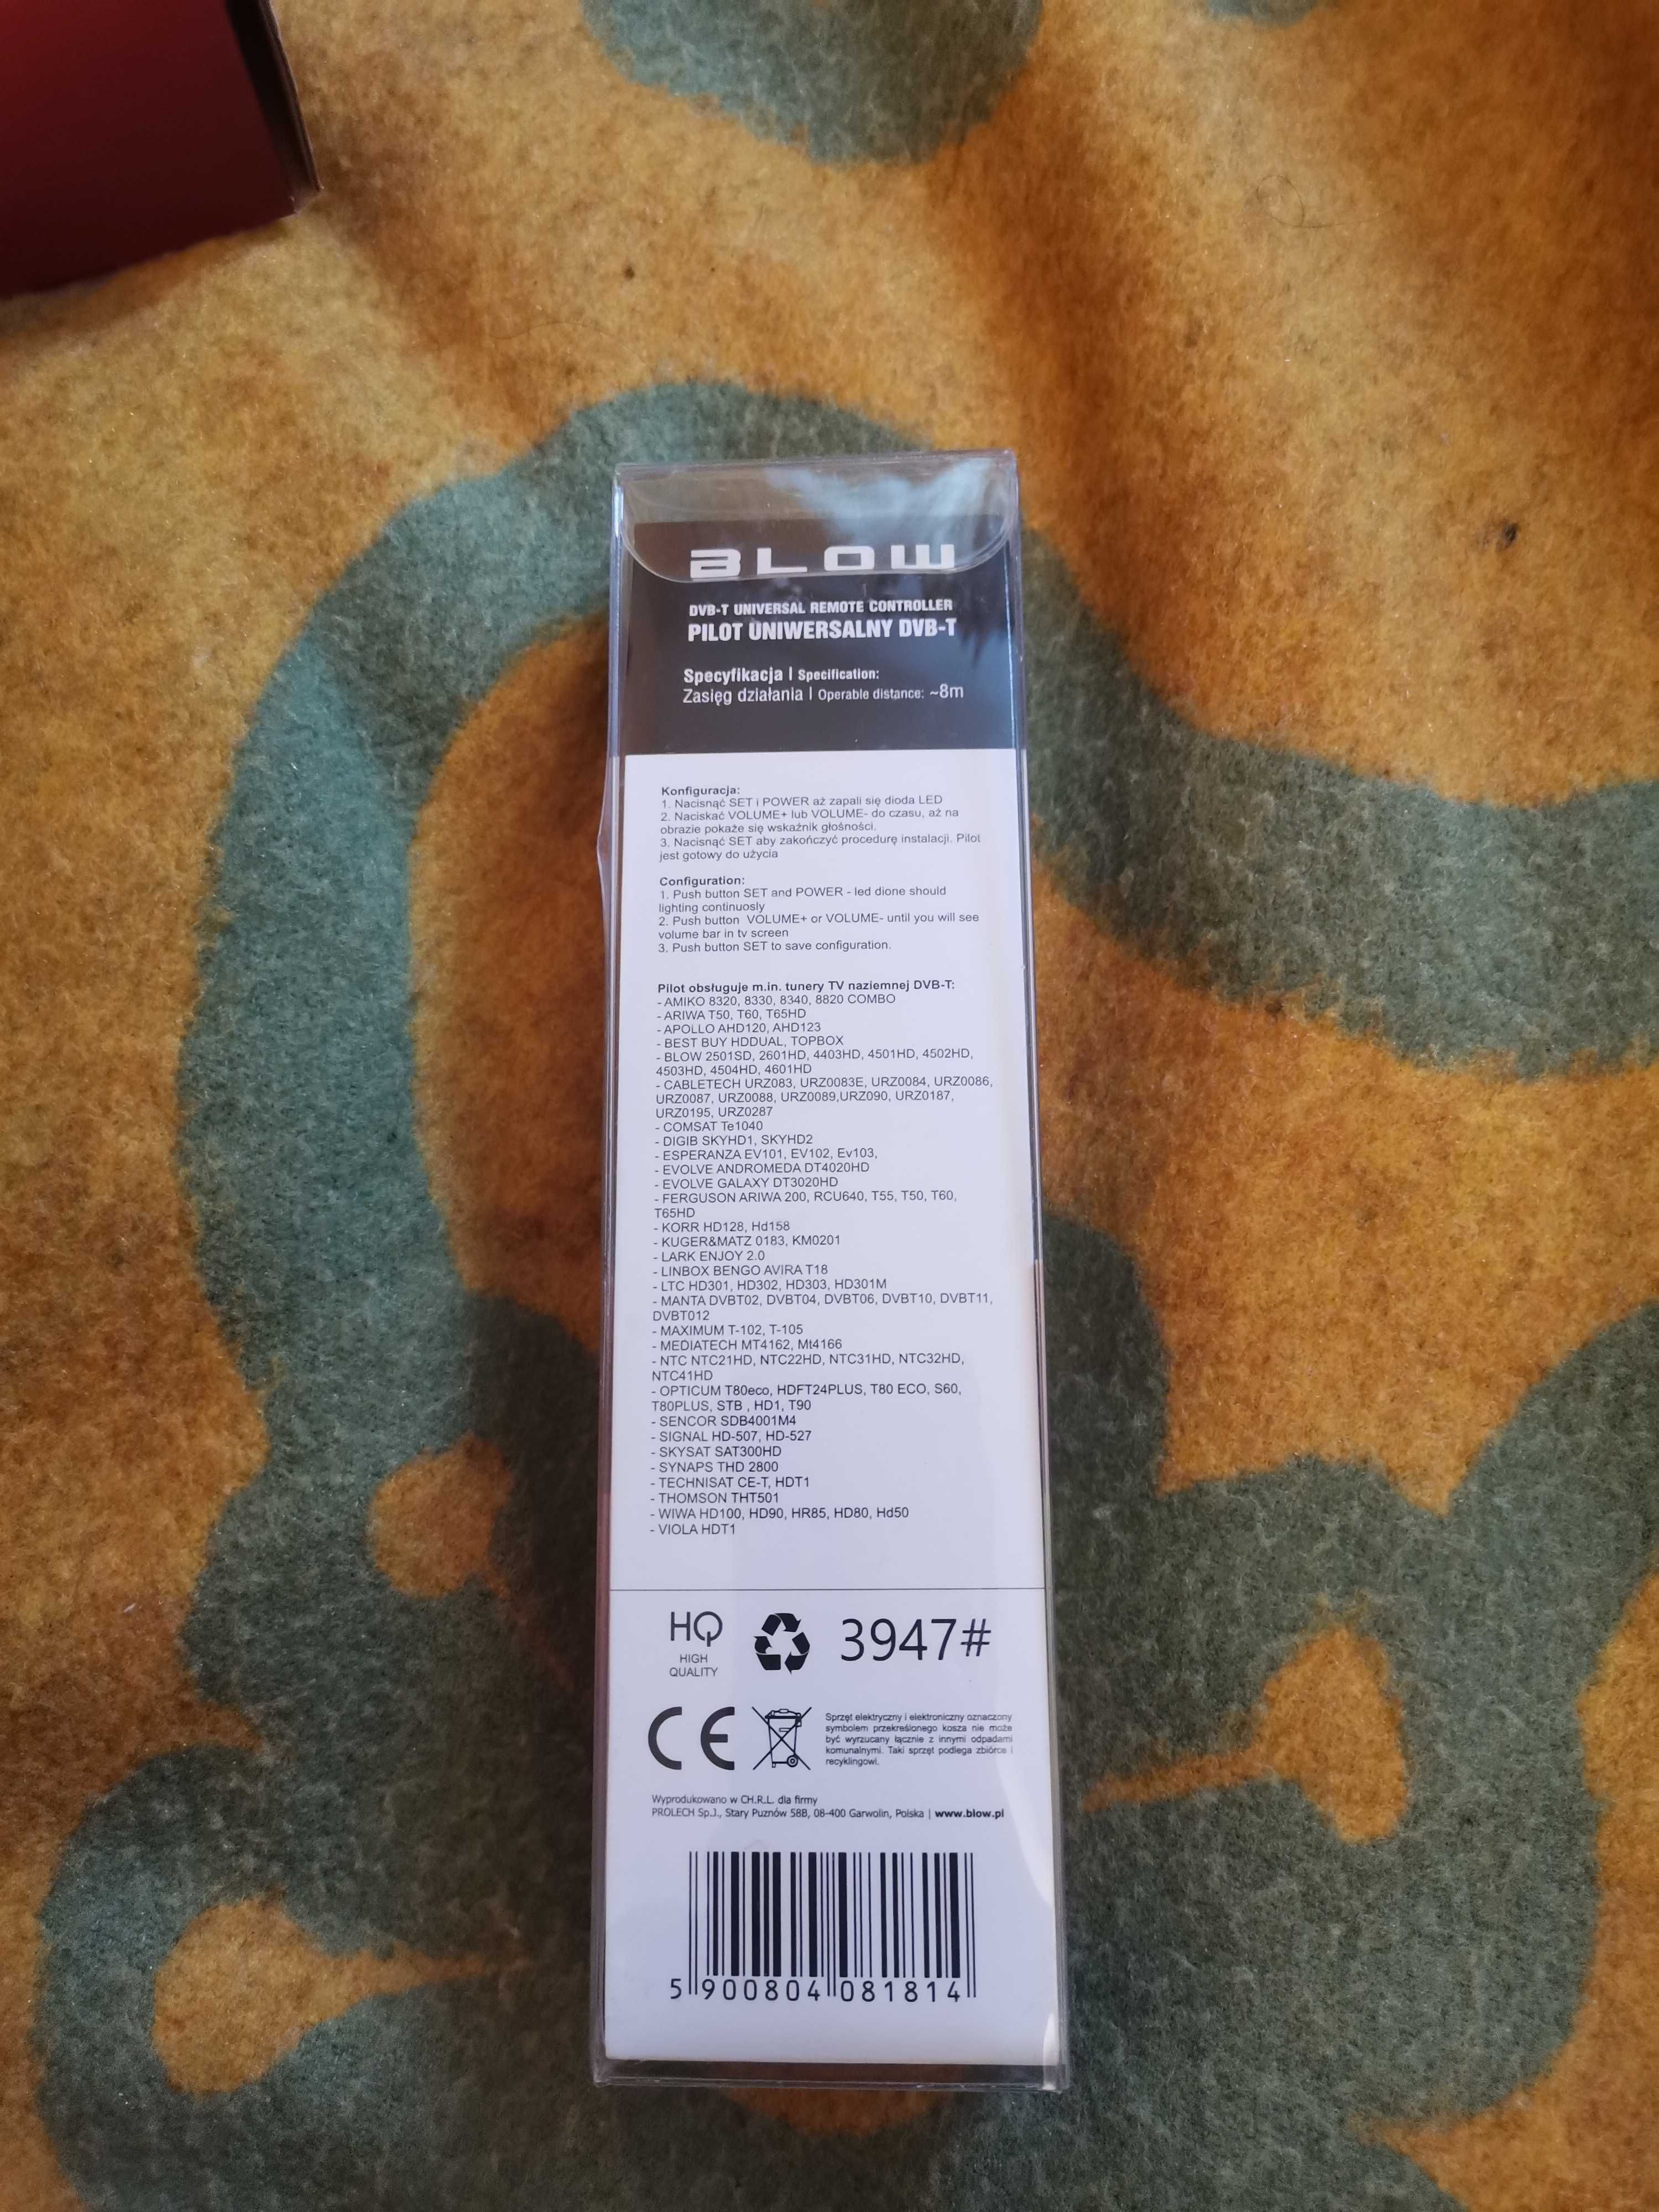 BLOW
DVB-T UNIVERSAL REMOTE CONTROLLER
PILOT UNIWERSALNY DVB-T
Specyfikacja | Specification:
Zasięg działania | Operable distance: ~8m
Konfiguracja:
1. Nacisnąć SET i POWER aż zapali się dioda LED
2. Naciskać VOLUME+ lub VOLUME- do czasu, aż na
obrazie pokaże się wskaźnik głośności.
3. Nacisnąć SET aby zakończyć procedurę instalacji. Pilot
jest gotowy do użycia
Configuration:
1. Push button SET and POWER - led dione should
lighting continuosly
2. Push button VOLUME+ or VOLUME- until you will see
volume bar in tv screen
3. Push button SET to save configuration.
Pilot obsługuje m.in. tunery TV naziemnej DVB-T:
- AMIKO 8320, 8330, 8340, 8820 COMBO
- ARIWA T50, T60, T65HD
- APOLLO AHD120, AHD123
- BEST BUY HDDUAL, TOPBOX
- BLOW 2501SD, 2601HD, 4403HD, 4501HD, 4502HD,
4503HD, 4504HD, 4601HD
- CABLETECH URZ083, URZ0083E, URZ0084, URZ0086,
URZ0087, URZ0088, URZ0089,URZ090, URZ0187,
URZ0195, URZ0287
- COMSAT Te1040
- DIGIB SKYHD1, SKYHD2
- ESPERANZA EV101, EV102, Ev103,
- EVOLVE ANDROMEDA DT4020HD
- EVOLVE GALAXY DT3020HD
- FERGUSON ARIWA 200, RCU640, T55, T50, T60,
T65HD
- KORR HD128, Hd158
- KUGER&MATZ 0183, KM0201
- LARK ENJOY 2.0
- LINBOX BENGO AVIRA T18
- LTC HD301, HD302, HD303, HD301M
- MANTA DVBT02, DVBT04, DVBT06, DVBT10, DVBT11,
DVBT012
- MAXIMUM T-102, T-105
- MEDIATECH MT4162, Mt4166
- NTC NTC21HD, NTC22HD, NTC31HD, NTC32HD,
NTC41HD
- OPTICUM T80eco, HDFT24PLUS, T80 ECO, S60,
T80PLUS, STB , HD1, T90
- SENCOR SDB4001M4
- SIGNAL HD-507, HD-527
- SKYSAT SAT300HD
- SYNAPS THD 2800
- TECHNISAT CE-T, HDT1
- THOMSON THT501
- WIWA HD100, HD90, HR85, HD80, Hd50
- VIOLA HDT1
HQ
HIGH
QUALITY
3947#
CE
Sprzęt elektryczny i elektroniczny oznaczony
symbolem przekreślonego kosza nie może
być wyrzucany łącznie z innymi odpadami
komunalnymi. Taki sprzęt podlega zbiórce i
recyklingowi.
Wyprodukowano w CH.R.L. dla firmy
PROLECH Sp.J., Stary Puznów 58B, 08-400 Garwolin, Polska | www.blow.pl
5 900804 081814